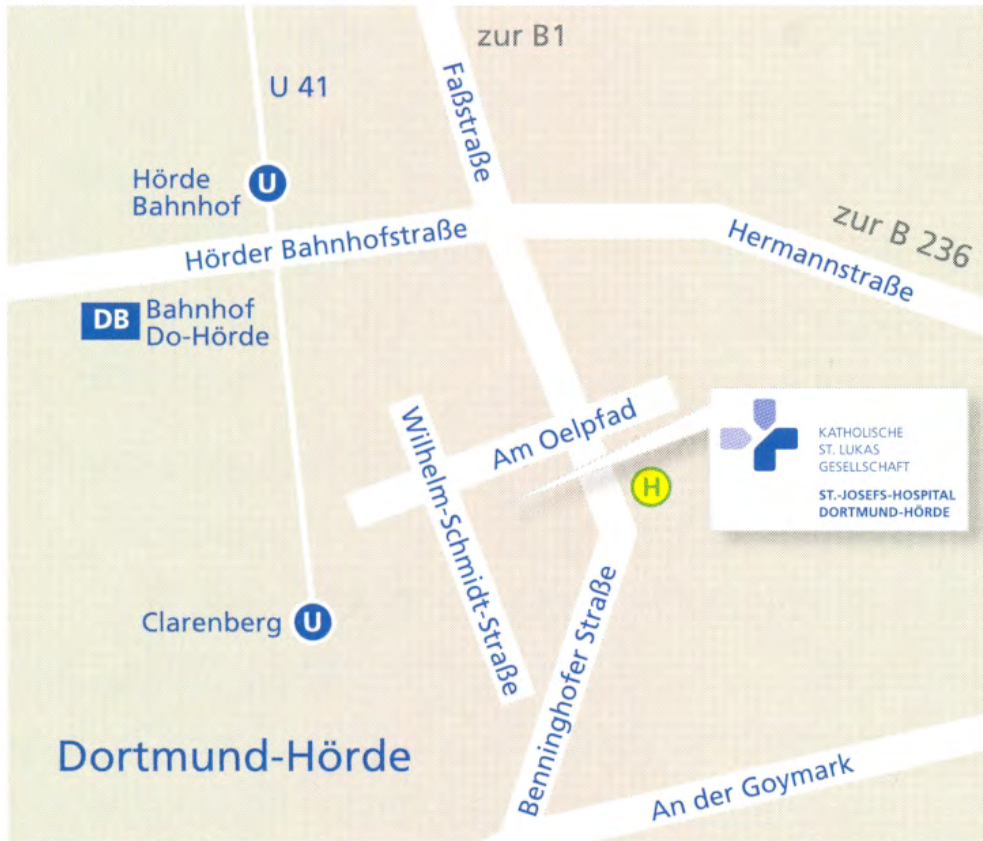 zur B1
U 41
Faßstraße
Hörde
Bahnhof
U
zur B 236
Hörder Bahnhofstraße
Hermannstraße
DB
Bahnhof
Do-Hörde
Wilhelm-Schmidt-Straße
Am Oelpfad
H
KATHOLISCHE
ST. LUKAS
GESELLSCHAFT
ST.-JOSEFS-HOSPITAL
DORTMUND-HÖRDE
Clarenberg
U
Benninghofer Straße
Dortmund-Hörde
An der Goymark